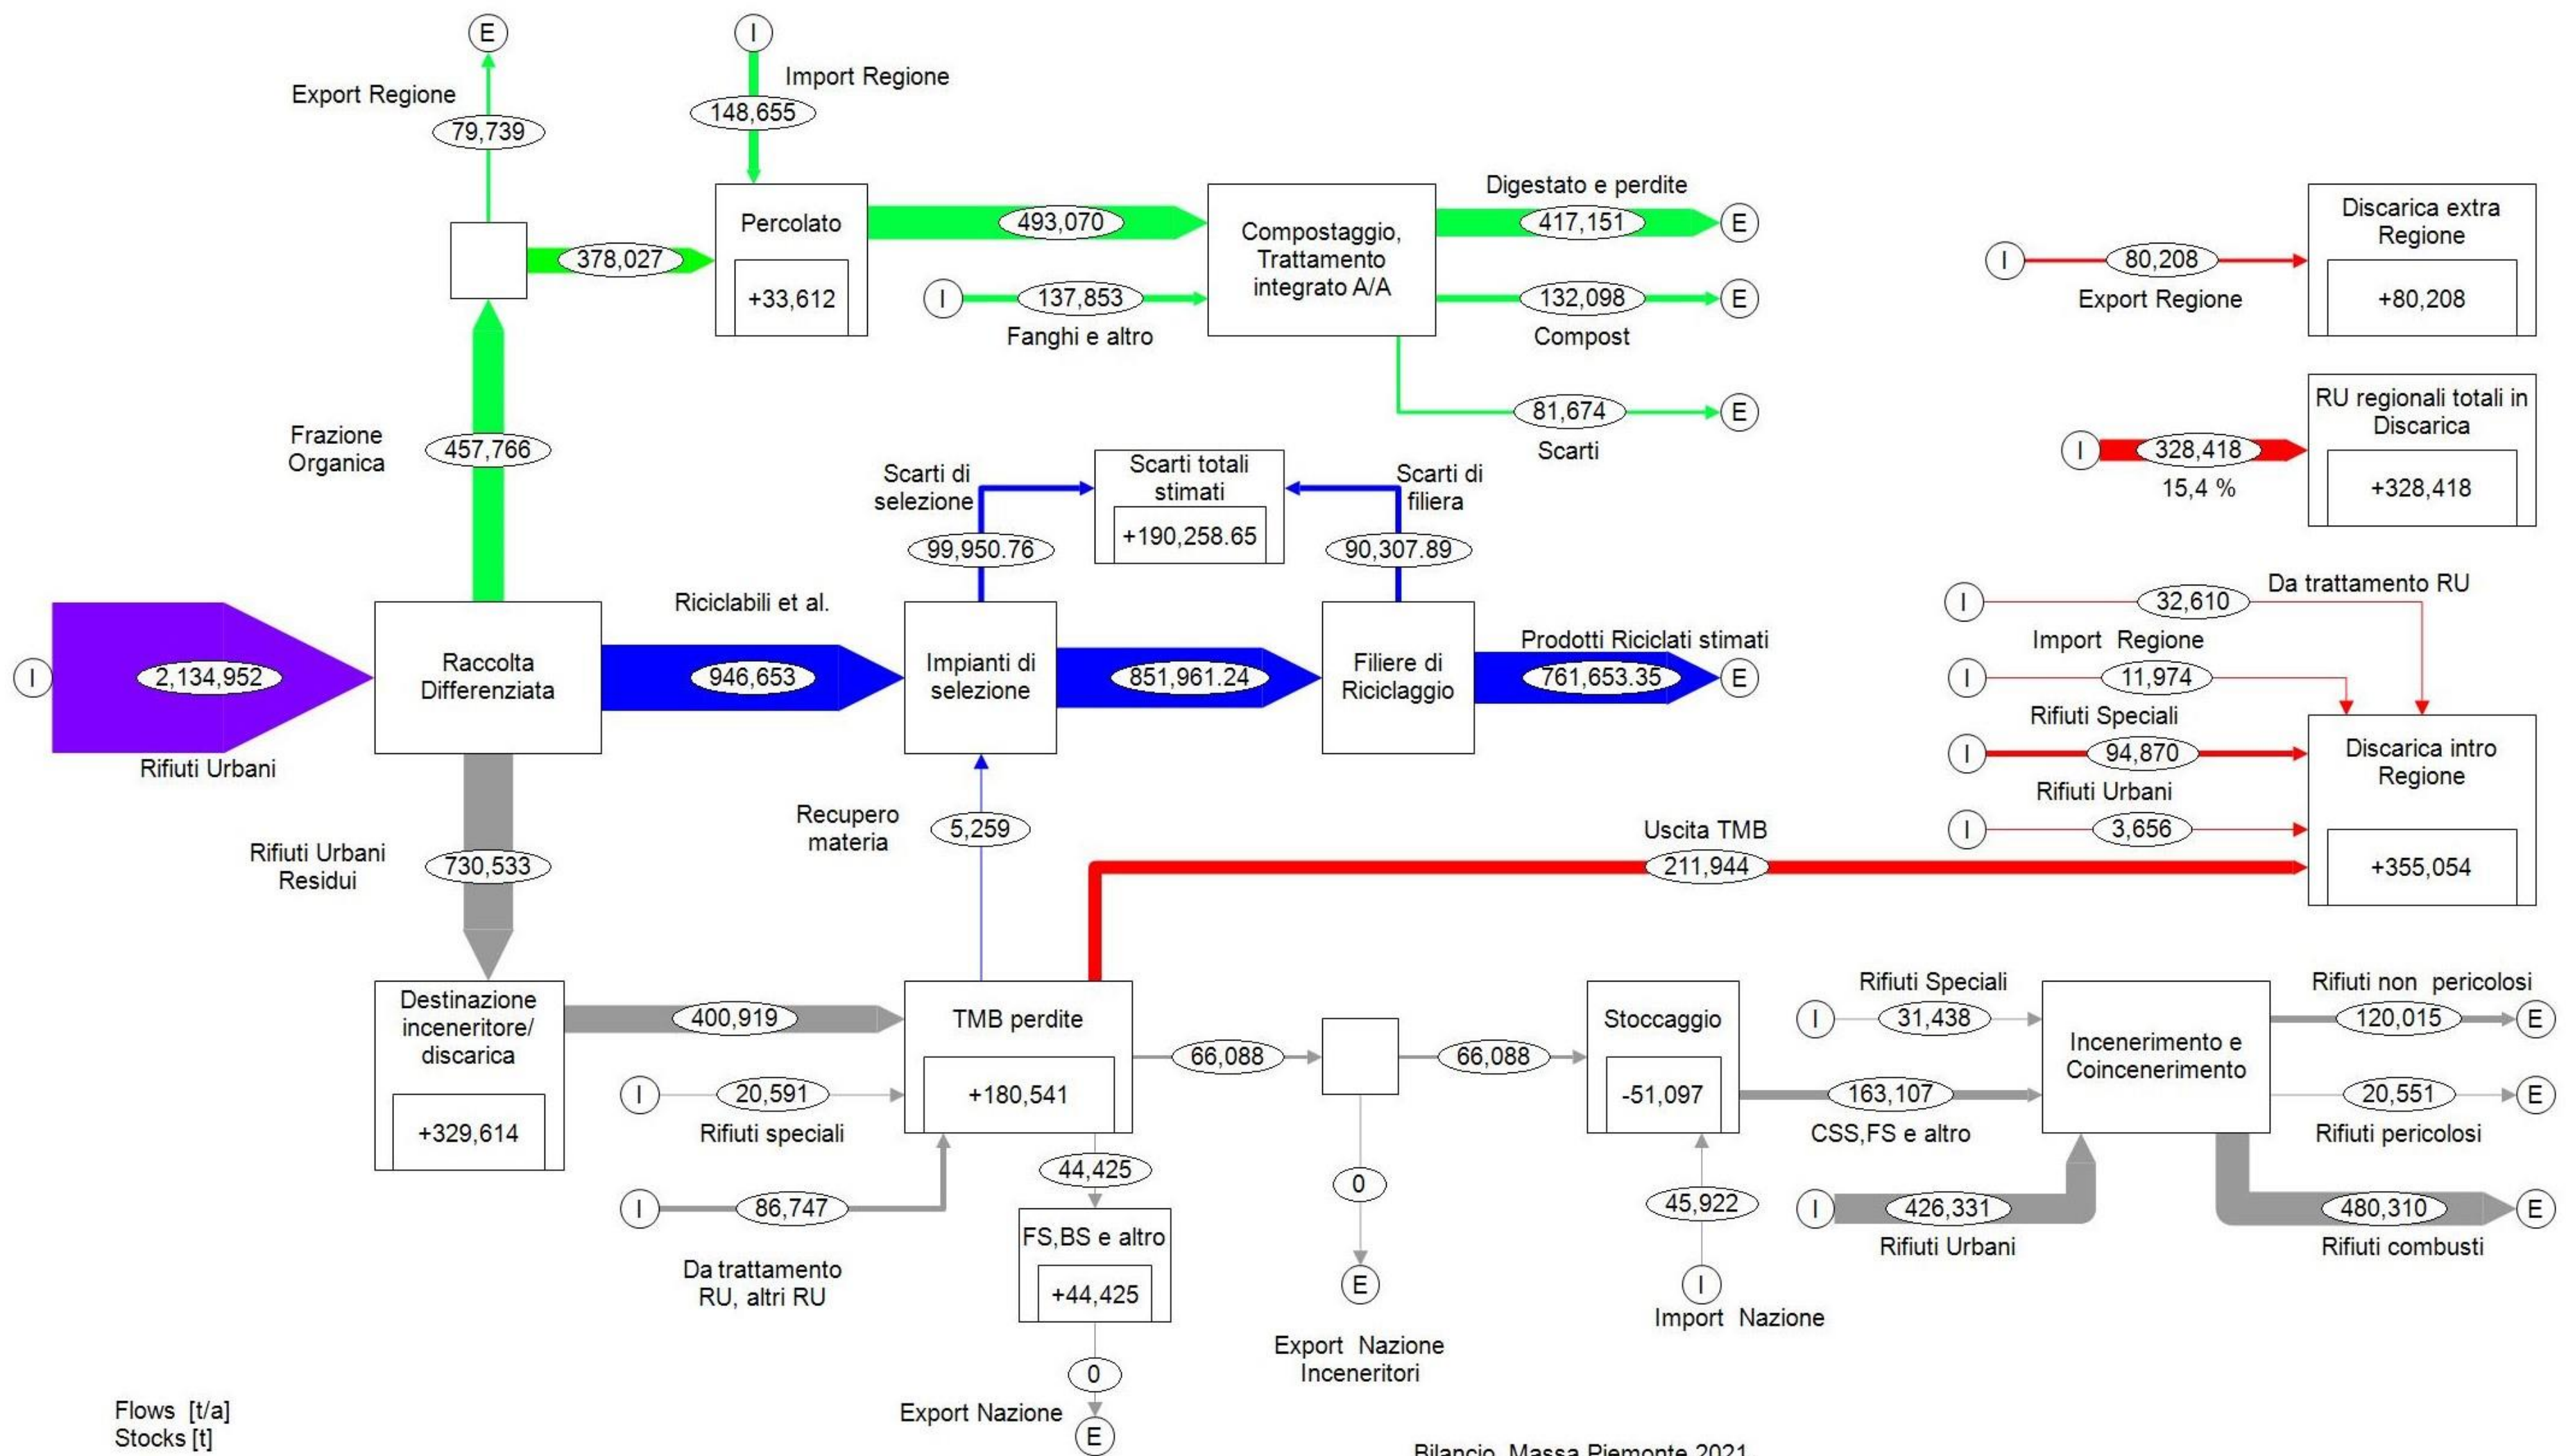 E
I
Export Regione
Import Regione
79,739
148,655
Percolato
+33,612
378,027
493,070
I
137,853
Fanghi e altro
Compostaggio,
Trattamento
integrato A/A
Digestato e perdite
417,151
E
132,098
E
Compost
81,674
E
Scarti
Discarica extra
Regione
+80,208
I
80,208
Export Regione
RU regionali totali in
Discarica
+328,418
I
328,418
15,4 %
Frazione
Organica
457,766
Scarti di
selezione
99,950.76
Scarti totali
stimati
+190,258.65
Scarti di
filiera
90,307.89
I
2,134,952
Rifiuti Urbani
Raccolta
Differenziata
Riciclabili et al.
946,653
Impianti di
selezione
851,961.24
Filiere di
Riciclaggio
Prodotti Riciclati stimati
761,653.35
E
I
32,610
Da trattamento RU
Import  Regione
I
11,974
Rifiuti Speciali
I
94,870
Rifiuti Urbani
I
3,656
Discarica intro
Regione
+355,054
Uscita TMB
211,944
Recupero
materia
5,259
Rifiuti Urbani
Residui
730,533
Destinazione
inceneritore/
discarica
+329,614
400,919
I
20,591
Rifiuti speciali
I
86,747
Da trattamento
RU, altri RU
TMB perdite
+180,541
44,425
FS,BS e altro
+44,425
0
Export Nazione
E
66,088
0
E
Export  Nazione
Inceneritori
66,088
Stoccaggio
-51,097
45,922
I
Import  Nazione
Rifiuti Speciali
I
31,438
163,107
CSS,FS e altro
I
426,331
Rifiuti Urbani
Incenerimento e
Coincenerimento
Rifiuti non  pericolosi
120,015
E
20,551
E
Rifiuti pericolosi
480,310
E
Rifiuti combusti
Flows  [t/a]
Stocks [t]
Bilancio  Massa Piemonte 2021